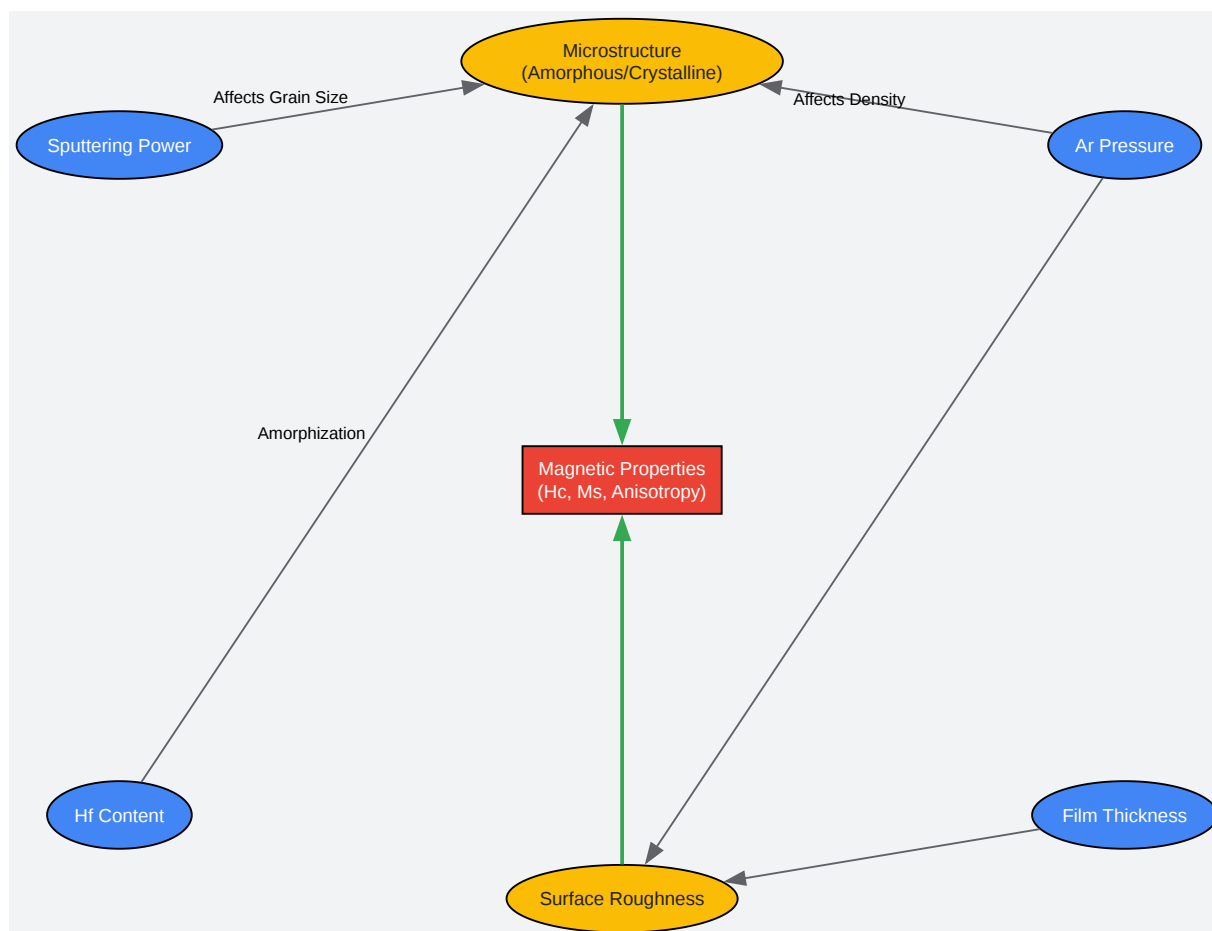 Microstructure
(Amorphous/Crystalline)
Affects Grain Size
Affects Density
Sputtering Power
Ar Pressure
Amorphization
Magnetic Properties
(Hc, Ms, Anisotropy)
Hf Content
Film Thickness
Surface Roughness